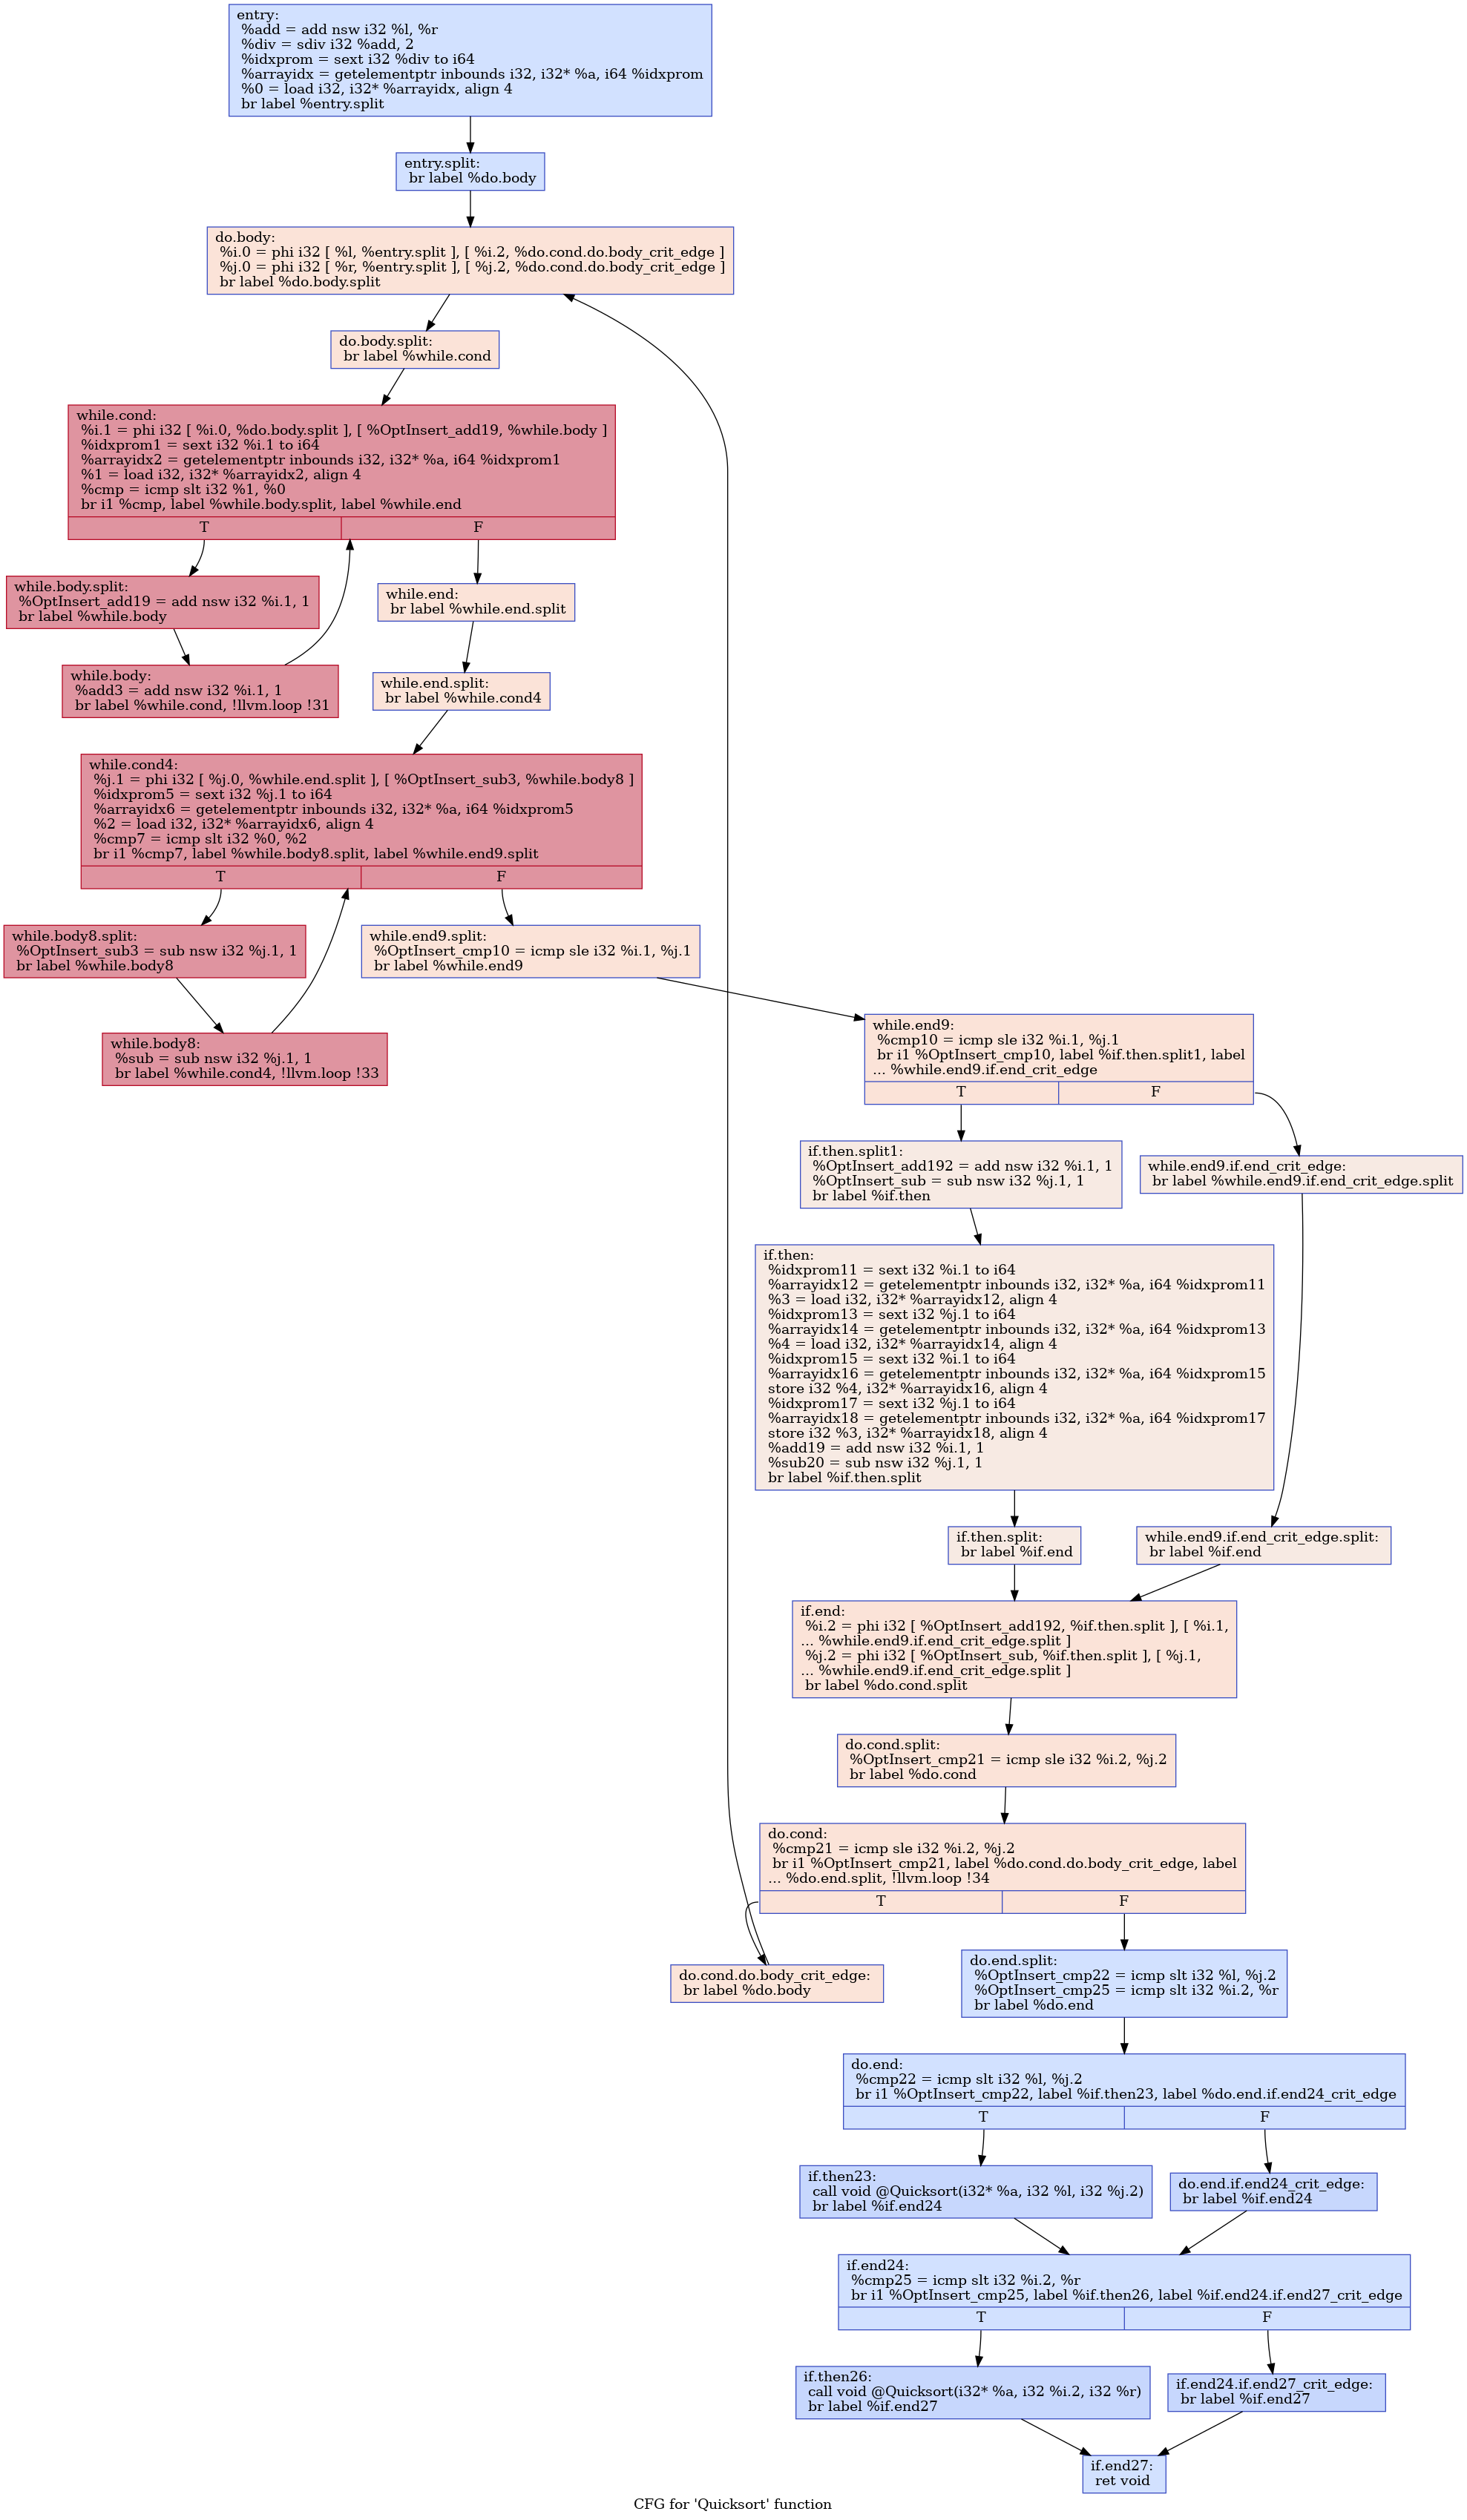 entry:
%add = add nsw i32 %l, %r
%div = sdiv i32 %add, 2
%idxprom = sext i32 %div to i64
%arrayidx = getelementptr inbounds i32, i32* %a, i64 %idxprom
%0 = load i32, i32* %arrayidx, align 4
br label %entry.split
entry.split:
br label %do.body
do.body:
%i.0 = phi i32 [ %l, %entry.split ], [ %i.2, %do.cond.do.body_crit_edge ]
%j.0 = phi i32 [ %r, %entry.split ], [ %j.2, %do.cond.do.body_crit_edge ]
br label %do.body.split
do.body.split:
br label %while.cond
while.cond:
%i.1 = phi i32 [ %i.0, %do.body.split ], [ %OptInsert_add19, %while.body ]
%idxprom1 = sext i32 %i.1 to i64
%arrayidx2 = getelementptr inbounds i32, i32* %a, i64 %idxprom1
%1 = load i32, i32* %arrayidx2, align 4
%cmp = icmp slt i32 %1, %0
br i1 %cmp, label %while.body.split, label %while.end
T F
while.body.split:
%OptInsert_add19 = add nsw i32 %i.1, 1
br label %while.body
while.end:
br label %while.end.split
while.body:
%add3 = add nsw i32 %i.1, 1
br label %while.cond, !llvm.loop !31
while.end.split:
br label %while.cond4
while.cond4:
%j.1 = phi i32 [ %j.0, %while.end.split ], [ %OptInsert_sub3, %while.body8 ]
%idxprom5 = sext i32 %j.1 to i64
%arrayidx6 = getelementptr inbounds i32, i32* %a, i64 %idxprom5
%2 = load i32, i32* %arrayidx6, align 4
%cmp7 = icmp slt i32 %0, %2
br i1 %cmp7, label %while.body8.split, label %while.end9.split
T F
while.body8.split:
%OptInsert_sub3 = sub nsw i32 %j.1, 1
br label %while.body8
while.end9.split:
%OptInsert_cmp10 = icmp sle i32 %i.1, %j.1
br label %while.end9
while.body8:
%sub = sub nsw i32 %j.1, 1
br label %while.cond4, !llvm.loop !33
while.end9:
%cmp10 = icmp sle i32 %i.1, %j.1
br i1 %OptInsert_cmp10, label %if.then.split1, label
... %while.end9.if.end_crit_edge
T F
if.then.split1:
%OptInsert_add192 = add nsw i32 %i.1, 1
%OptInsert_sub = sub nsw i32 %j.1, 1
br label %if.then
while.end9.if.end_crit_edge:
br label %while.end9.if.end_crit_edge.split
if.then:
%idxprom11 = sext i32 %i.1 to i64
%arrayidx12 = getelementptr inbounds i32, i32* %a, i64 %idxprom11
%3 = load i32, i32* %arrayidx12, align 4
%idxprom13 = sext i32 %j.1 to i64
%arrayidx14 = getelementptr inbounds i32, i32* %a, i64 %idxprom13
%4 = load i32, i32* %arrayidx14, align 4
%idxprom15 = sext i32 %i.1 to i64
%arrayidx16 = getelementptr inbounds i32, i32* %a, i64 %idxprom15
store i32 %4, i32* %arrayidx16, align 4
%idxprom17 = sext i32 %j.1 to i64
%arrayidx18 = getelementptr inbounds i32, i32* %a, i64 %idxprom17
store i32 %3, i32* %arrayidx18, align 4
%add19 = add nsw i32 %i.1, 1
%sub20 = sub nsw i32 %j.1, 1
br label %if.then.split
if.then.split:
br label %if.end
while.end9.if.end_crit_edge.split:
br label %if.end
if.end:
%i.2 = phi i32 [ %OptInsert_add192, %if.then.split ], [ %i.1,
... %while.end9.if.end_crit_edge.split ]
%j.2 = phi i32 [ %OptInsert_sub, %if.then.split ], [ %j.1,
... %while.end9.if.end_crit_edge.split ]
br label %do.cond.split
do.cond.split:
%OptInsert_cmp21 = icmp sle i32 %i.2, %j.2
br label %do.cond
do.cond:
%cmp21 = icmp sle i32 %i.2, %j.2
br i1 %OptInsert_cmp21, label %do.cond.do.body_crit_edge, label
... %do.end.split, !llvm.loop !34
T F
do.cond.do.body_crit_edge:
br label %do.body
do.end.split:
%OptInsert_cmp22 = icmp slt i32 %l, %j.2
%OptInsert_cmp25 = icmp slt i32 %i.2, %r
br label %do.end
do.end:
%cmp22 = icmp slt i32 %l, %j.2
br i1 %OptInsert_cmp22, label %if.then23, label %do.end.if.end24_crit_edge
T F
if.then23:
call void @Quicksort(i32* %a, i32 %l, i32 %j.2)
br label %if.end24
do.end.if.end24_crit_edge:
br label %if.end24
if.end24:
%cmp25 = icmp slt i32 %i.2, %r
br i1 %OptInsert_cmp25, label %if.then26, label %if.end24.if.end27_crit_edge
T F
if.then26:
call void @Quicksort(i32* %a, i32 %i.2, i32 %r)
br label %if.end27
if.end24.if.end27_crit_edge:
br label %if.end27
if.end27:
ret void
CFG for 'Quicksort' function